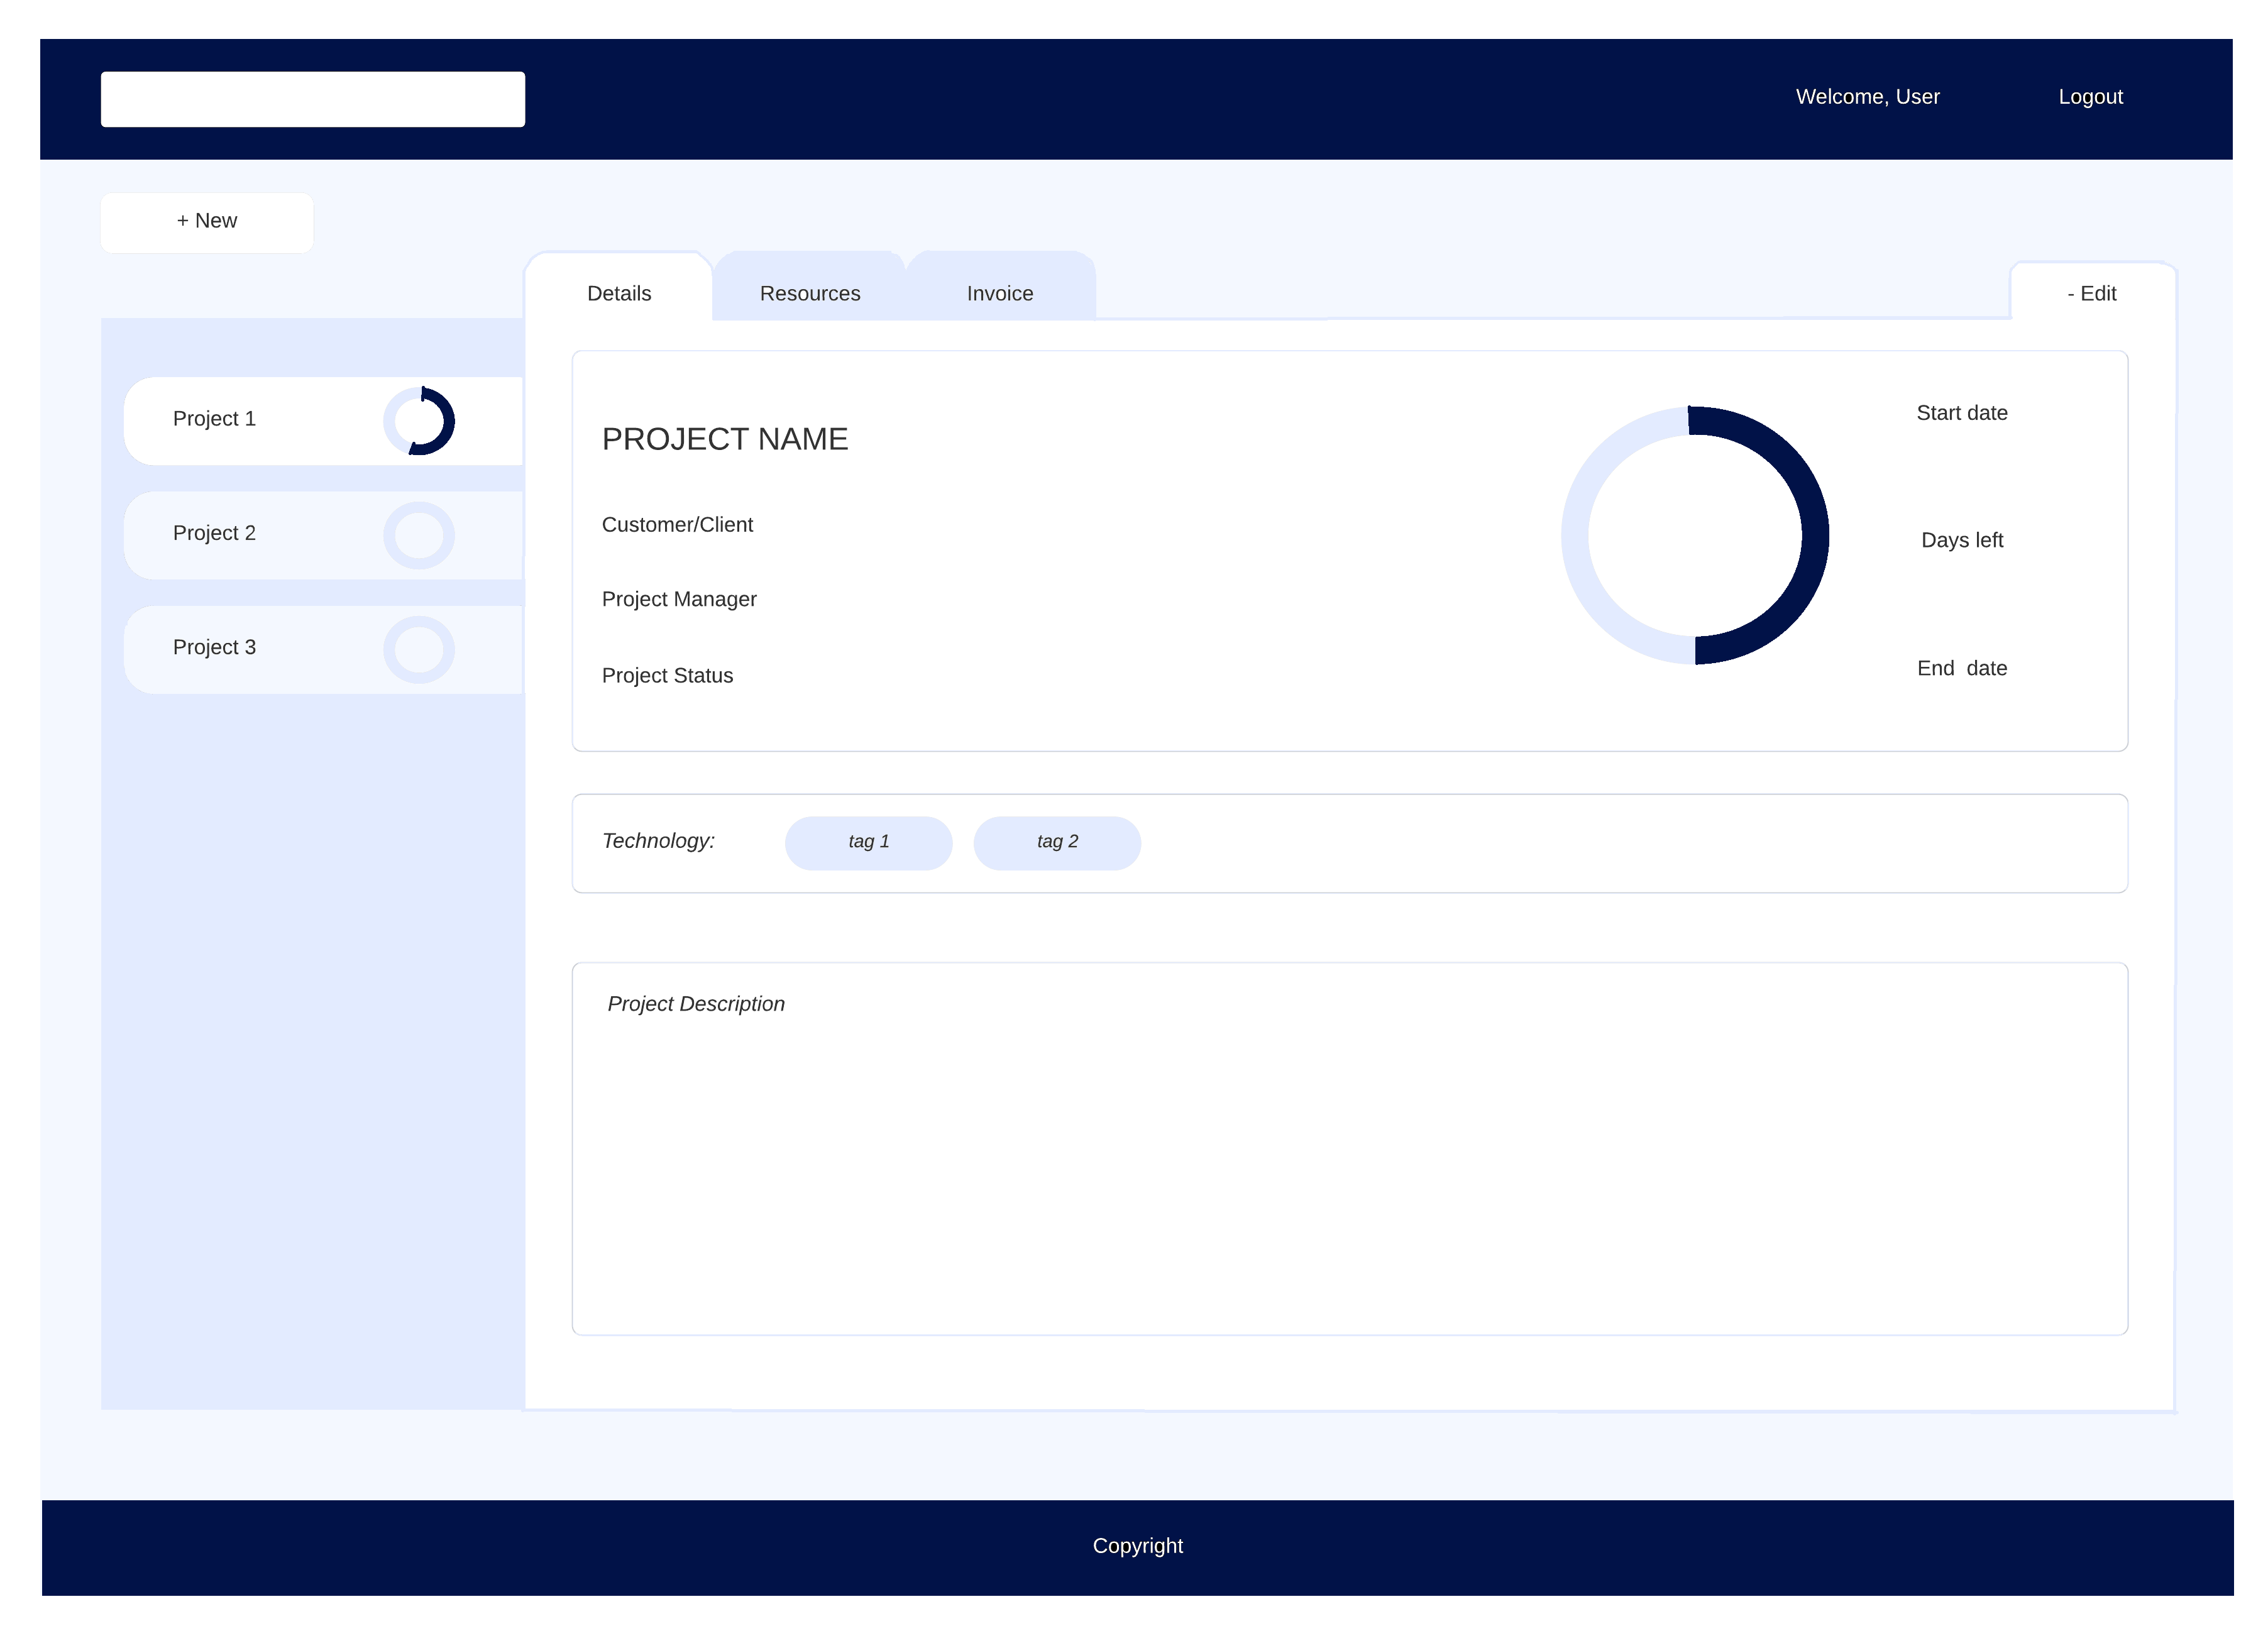 Welcome, User
Logout
+ New
Details
Resources
Invoice
- Edit
Project 1
Project 2
Project 3
PROJECT NAME
Customer/Client
Project Manager
Project Status
Start date
Days left
End  date
Technology:
tag 1
tag 2
Project Description
Copyright